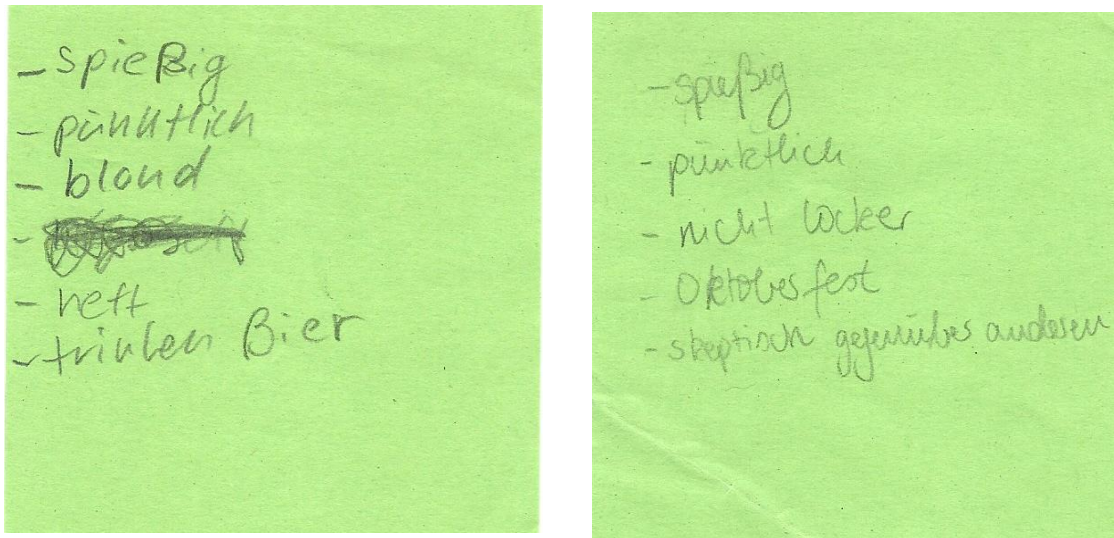 - spießig
- pünktlich
- blond
-
- nett
- trinken Bier
- spießig
- pünktlich
- nicht locker
- Oktoberfest
- skeptisch gegenüber anderen